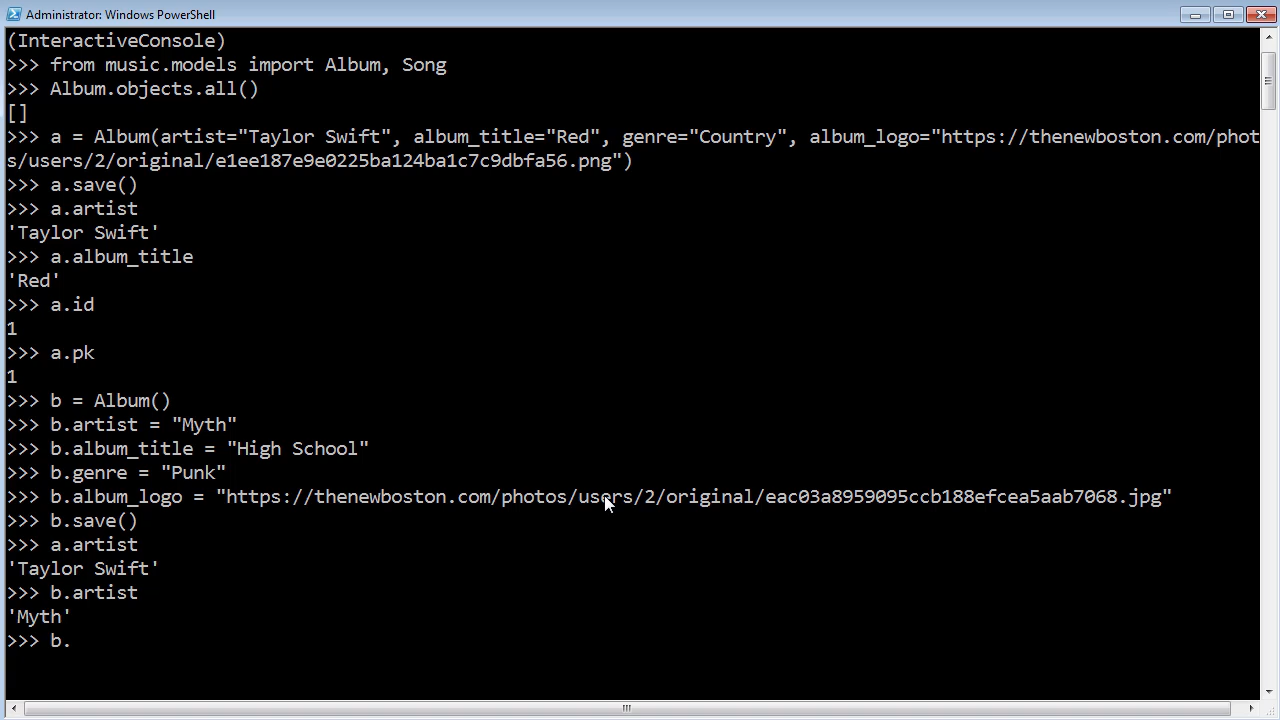 Administrator: Windows PowerShell
(InteractiveConsole)
>>> from music.models import Album, Song
>>> Album.objects.all()
[]
>>> a = Album(artist="Taylor Swift", album_title="Red", genre="Country", album_logo="https://thenewboston.com/phot
s/users/2/original/e1ee187e9e0225ba124ba1c7c9dbfa56.png")
>>> a.save()
>>> a.artist
'Taylor Swift'
>>> a.album_title
'Red'
>>> a.id
1
>>> a.pk
1
>>> b = Album()
>>> b.artist = "Myth"
>>> b.album_title = "High School"
>>> b.genre = "Punk"
>>> b.album_logo = "https://thenewboston.com/photos/users/2/original/eac03a8959095ccb188efcea5aab7068.jpg"
>>> b.save()
>>> a.artist
'Taylor Swift'
>>> b.artist
'Myth'
>>> b.